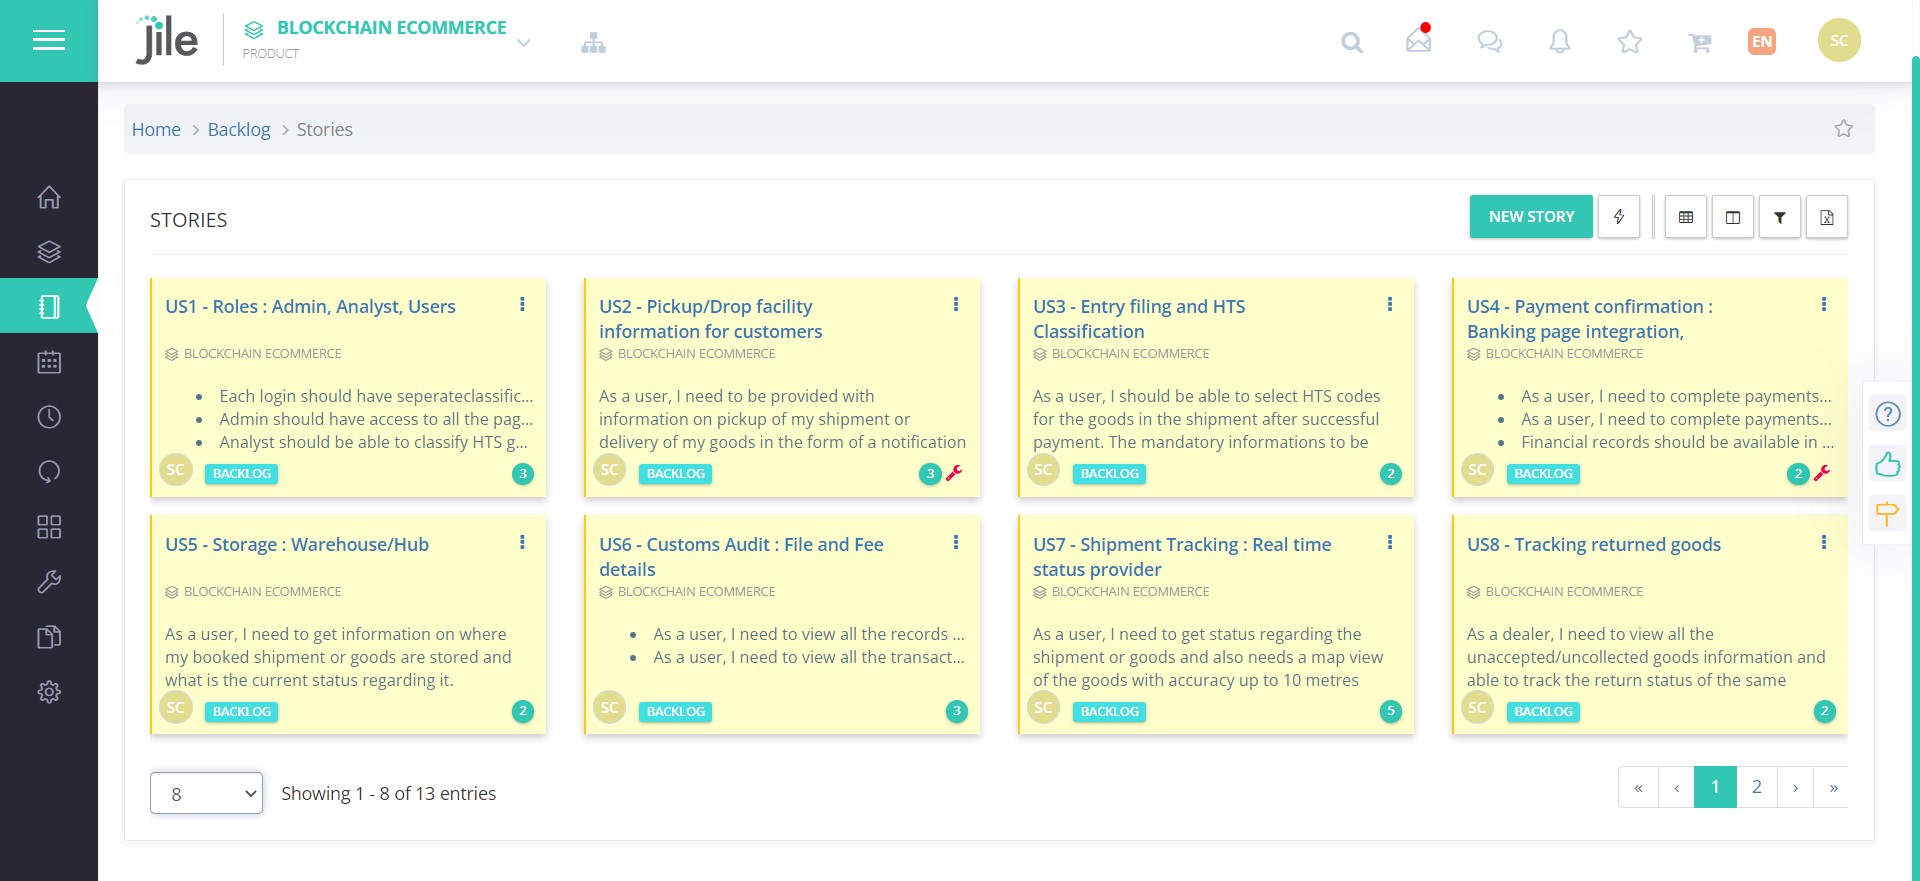 jile
BLOCKCHAIN ECOMMERCE
PRODUCT
EN
SC
Home > Backlog > Stories
STORIES
NEW STORY
US1 - Roles : Admin, Analyst, Users
BLOCKCHAIN ECOMMERCE
• Each login should have seperateclassific...
• Admin should have access to all the pag...
• Analyst should be able to classify HTS g...
SC
BACKLOG
3
US2 - Pickup/Drop facility
information for customers
BLOCKCHAIN ECOMMERCE
As a user, I need to be provided with
information on pickup of my shipment or
delivery of my goods in the form of a notification
SC
BACKLOG
3
US3 - Entry filing and HTS
Classification
BLOCKCHAIN ECOMMERCE
As a user, I should be able to select HTS codes
for the goods in the shipment after successful
payment. The mandatory informations to be
SC
BACKLOG
2
US4 - Payment confirmation :
Banking page integration,
BLOCKCHAIN ECOMMERCE
• As a user, I need to complete payments...
• As a user, I need to complete payments...
• Financial records should be available in ...
SC
BACKLOG
2
US5 - Storage : Warehouse/Hub
BLOCKCHAIN ECOMMERCE
As a user, I need to get information on where
my booked shipment or goods are stored and
what is the current status regarding it.
SC
BACKLOG
2
US6 - Customs Audit : File and Fee
details
BLOCKCHAIN ECOMMERCE
• As a user, I need to view all the records ...
• As a user, I need to view all the transact...
SC
BACKLOG
3
US7 - Shipment Tracking : Real time
status provider
BLOCKCHAIN ECOMMERCE
As a user, I need to get status regarding the
shipment or goods and also needs a map view
of the goods with accuracy up to 10 metres
SC
BACKLOG
5
US8 - Tracking returned goods
BLOCKCHAIN ECOMMERCE
As a dealer, I need to view all the
unaccepted/uncollected goods information and
able to track the return status of the same
SC
BACKLOG
2
8
Showing 1 - 8 of 13 entries
« ‹ 1 2 › »